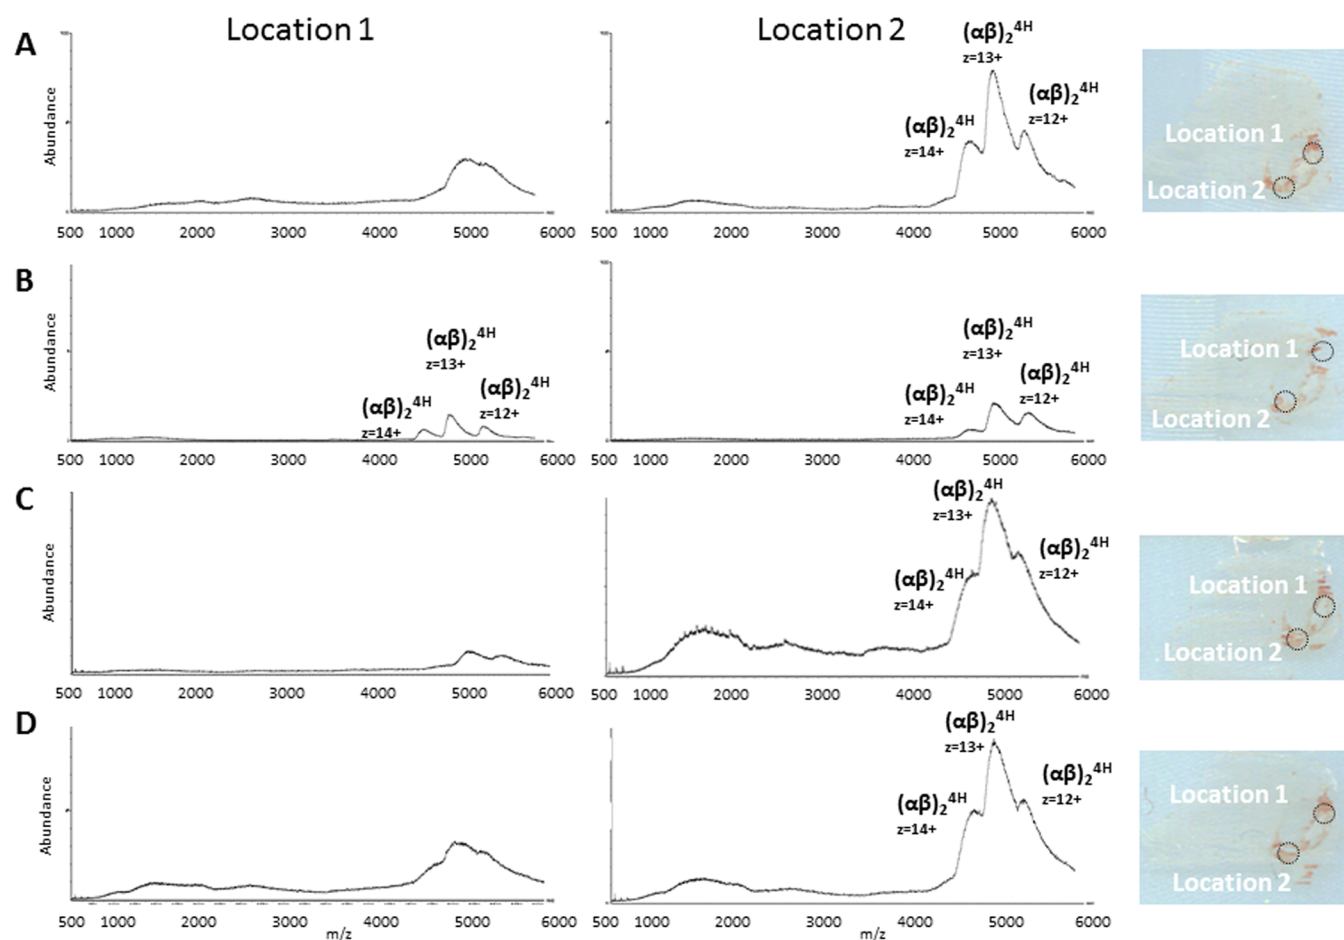 Location 1
Location 2
A
Abundance
(αβ)₂⁴ᴴ
z=14+
(αβ)₂⁴ᴴ
z=13+
(αβ)₂⁴ᴴ
z=12+
Location 1
Location 2
500 1000 2000 3000 4000 5000 6000
500 1000 2000 3000 4000 5000 6000
B
Abundance
(αβ)₂⁴ᴴ
z=14+
(αβ)₂⁴ᴴ
z=13+
(αβ)₂⁴ᴴ
z=12+
(αβ)₂⁴ᴴ
z=14+
(αβ)₂⁴ᴴ
z=13+
(αβ)₂⁴ᴴ
z=12+
Location 1
Location 2
500 1000 2000 3000 4000 5000 6000
500 1000 2000 3000 4000 5000 6000
C
Abundance
(αβ)₂⁴ᴴ
z=14+
(αβ)₂⁴ᴴ
z=13+
(αβ)₂⁴ᴴ
z=12+
Location 1
Location 2
500 1000 2000 3000 4000 5000 6000
500 1000 2000 3000 4000 5000 6000
D
Abundance
(αβ)₂⁴ᴴ
z=14+
(αβ)₂⁴ᴴ
z=13+
(αβ)₂⁴ᴴ
z=12+
Location 1
Location 2
500 1000 2000 3000 4000 5000 6000
m/z
500 1000 2000 3000 4000 5000 6000
m/z